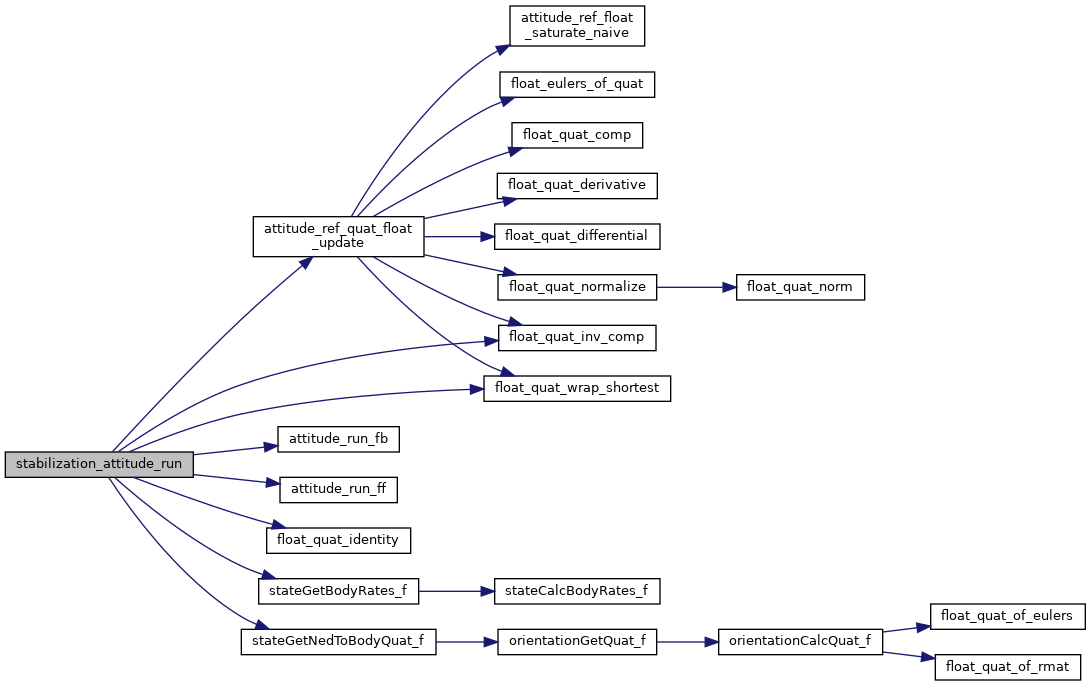 attitude_ref_float
_saturate_naive
float_eulers_of_quat
float_quat_comp
float_quat_derivative
attitude_ref_quat_float
_update
float_quat_differential
float_quat_normalize
float_quat_norm
float_quat_inv_comp
float_quat_wrap_shortest
attitude_run_fb
stabilization_attitude_run
attitude_run_ff
float_quat_identity
stateGetBodyRates_f
stateCalcBodyRates_f
stateGetNedToBodyQuat_f
orientationGetQuat_f
orientationCalcQuat_f
float_quat_of_eulers
float_quat_of_rmat